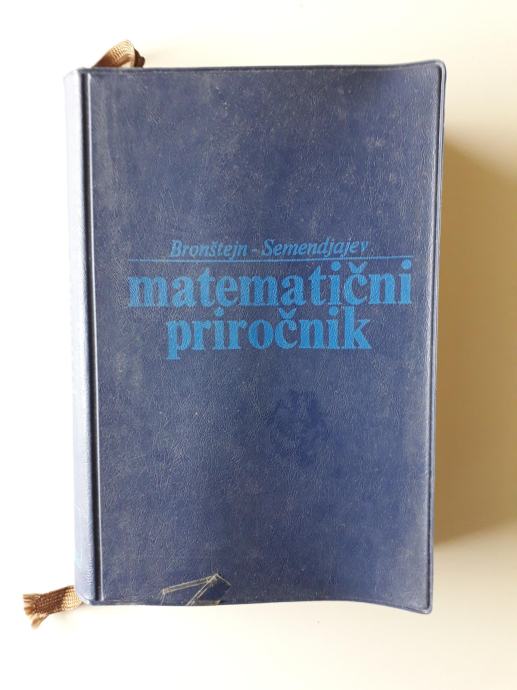 Bronštejn - Semendjajev
matematični
priročnik